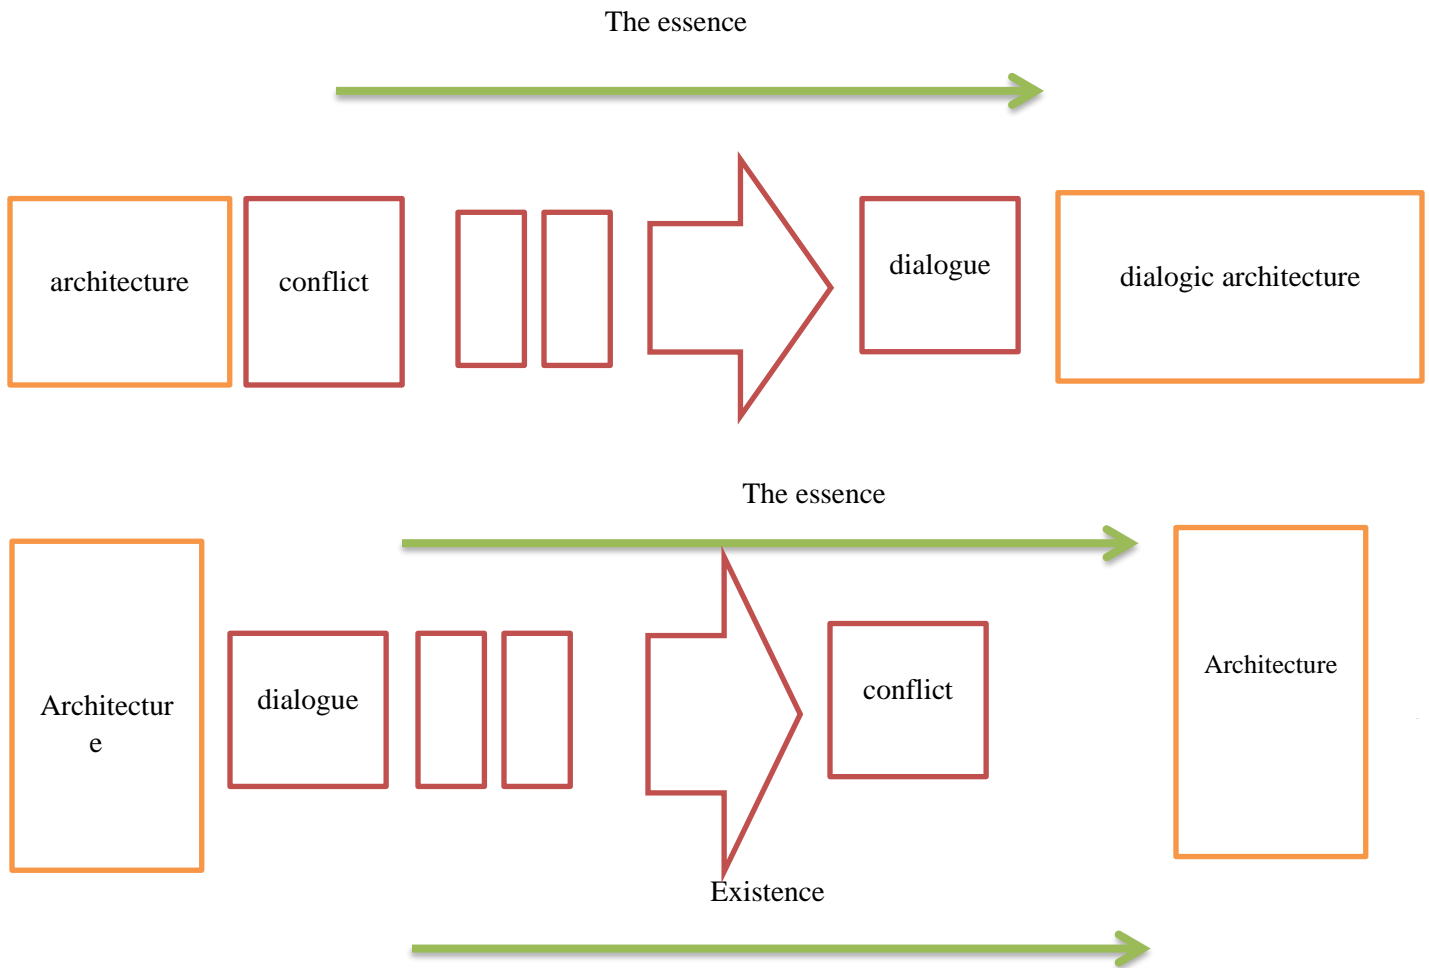 The essence
architecture
conflict
dialogue
dialogic architecture
The essence
Architectur
e
dialogue
conflict
Architecture
Existence